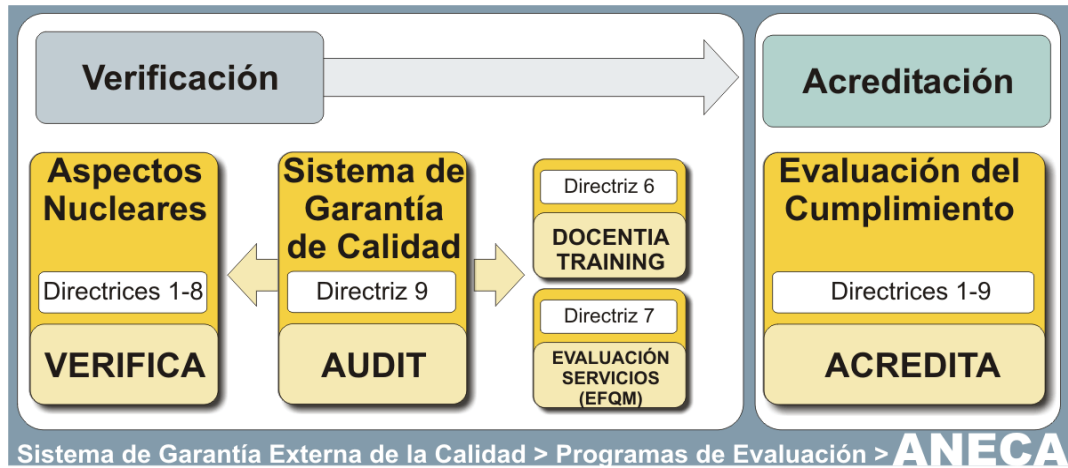 Verificación
Acreditación
Aspectos
Nucleares
Directrices 1-8
VERIFICA
Sistema de
Garantía
de Calidad
Directriz 9
AUDIT
Directriz 6
DOCENTIA
TRAINING
Directriz 7
EVALUACIÓN
SERVICIOS
(EFQM)
Evaluación del
Cumplimiento
Directrices 1-9
ACREDITA
Sistema de Garantía Externa de la Calidad > Programas de Evaluación > ANECA